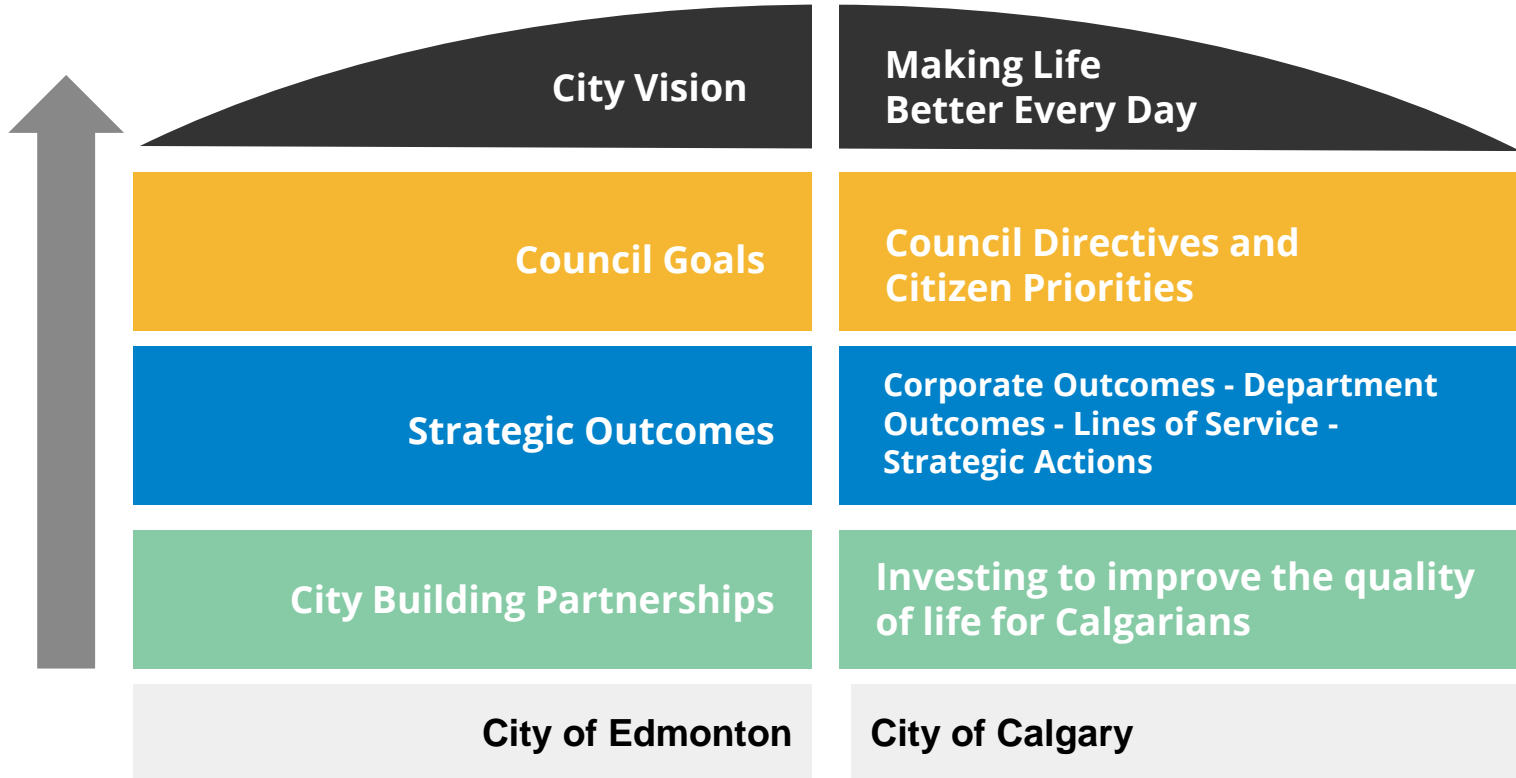 City Vision
Making Life
Better Every Day
Council Goals
Council Directives and
Citizen Priorities
Strategic Outcomes
Corporate Outcomes - Department
Outcomes - Lines of Service -
Strategic Actions
City Building Partnerships
Investing to improve the quality
of life for Calgarians
City of Edmonton
City of Calgary